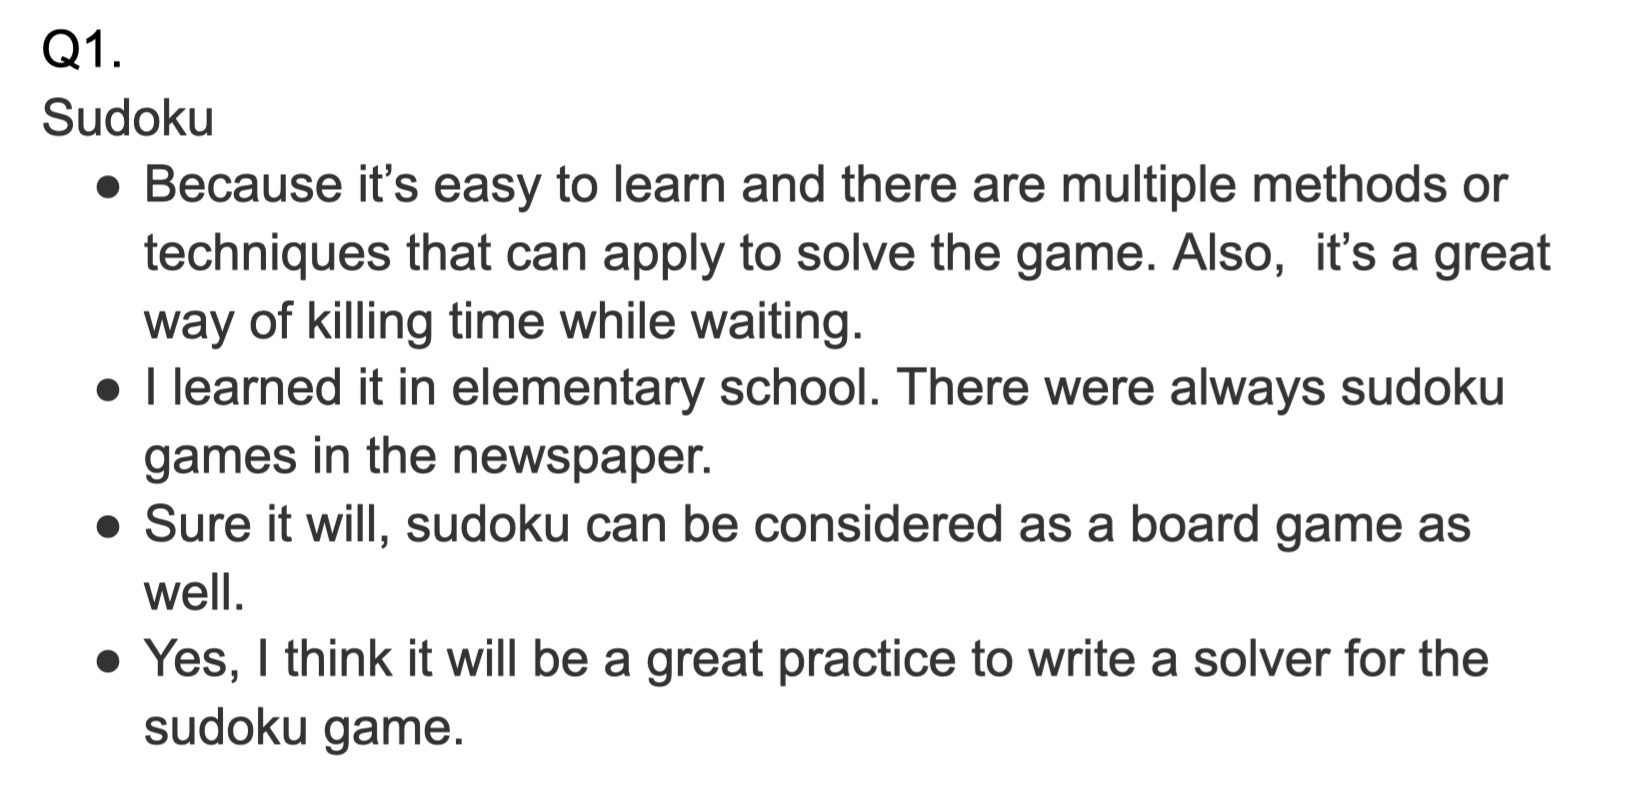 Q1.
Sudoku
● Because it’s easy to learn and there are multiple methods or
techniques that can apply to solve the game. Also,  it’s a great
way of killing time while waiting.
● I learned it in elementary school. There were always sudoku
games in the newspaper.
● Sure it will, sudoku can be considered as a board game as
well.
● Yes, I think it will be a great practice to write a solver for the
sudoku game.